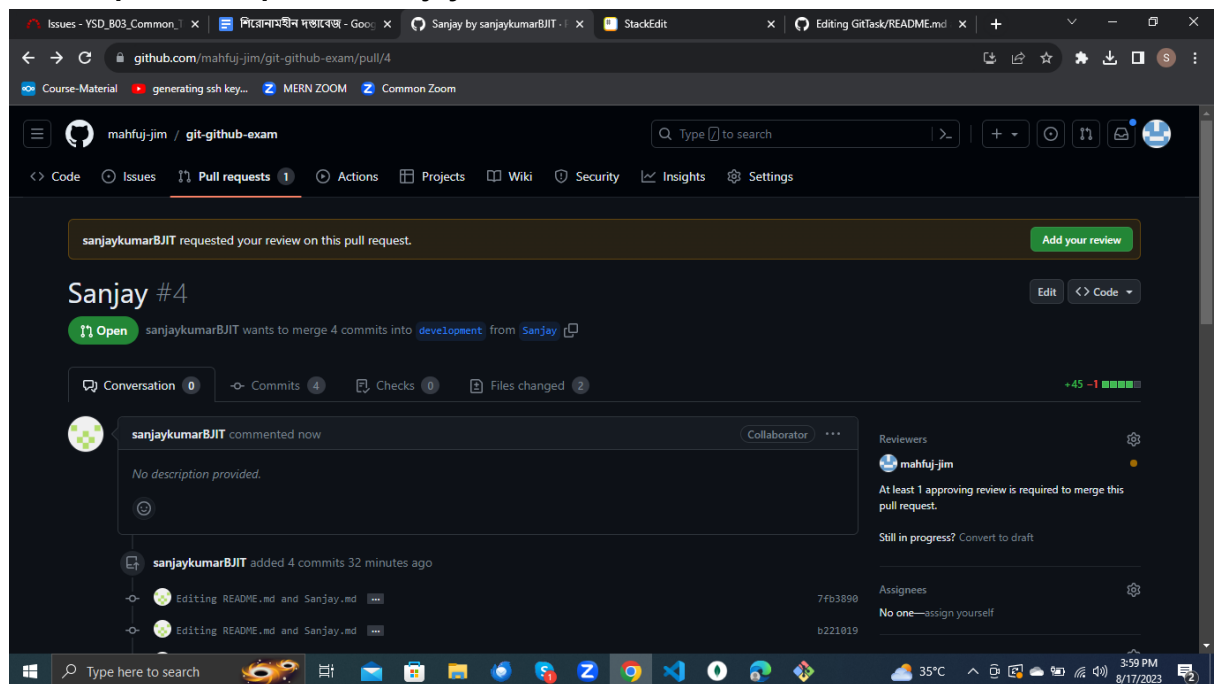 Issues - YSD_B03_Common_T
শিরোনামহীন দস্তাবেজ - Goog
Sanjay by sanjaykumarBJIT ·
StackEdit
Editing GitTask/README.md
github.com/mahfuj-jim/git-github-exam/pull/4
S
Course-Material
generating ssh key...
MERN ZOOM
Common Zoom
mahfuj-jim / git-github-exam
Type / to search
Code
Issues
Pull requests 1
Actions
Projects
Wiki
Security
Insights
Settings
sanjaykumarBJIT requested your review on this pull request.
Add your review
Sanjay #4
Edit
<> Code
Open
sanjaykumarBJIT wants to merge 4 commits into development from Sanjay
Conversation 0
Commits 4
Checks 0
Files changed 2
+45 −1
sanjaykumarBJIT commented now
Collaborator
No description provided.
Reviewers
mahfuj-jim
At least 1 approving review is required to merge this
pull request.
Still in progress? Convert to draft
sanjaykumarBJIT added 4 commits 32 minutes ago
Editing README.md and Sanjay.md
7fb3890
Editing README.md and Sanjay.md
b221019
Assignees
No one—assign yourself
Type here to search
35°C
3:59 PM
8/17/2023
2